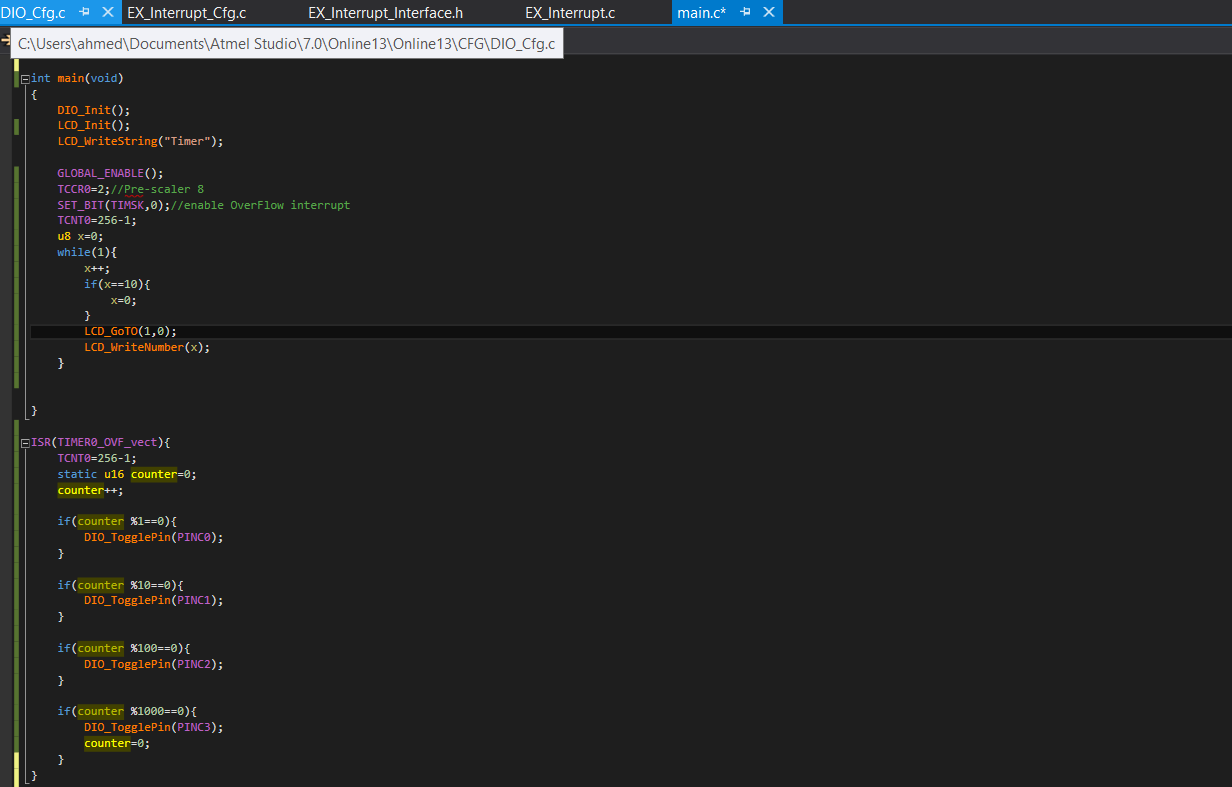 DIO_Cfg.c EX_Interrupt_Cfg.c EX_Interrupt_Interface.h EX_Interrupt.c main.c*
C:\Users\ahmed\Documents\Atmel Studio\7.0\Online13\Online13\CFG\DIO_Cfg.c
int main(void)
{
DIO_Init();
LCD_Init();
LCD_WriteString("Timer");
GLOBAL_ENABLE();
TCCR0=2;//Pre-scaler 8
SET_BIT(TIMSK,0);//enable OverFlow interrupt
TCNT0=256-1;
u8 x=0;
while(1){
x++;
if(x==10){
x=0;
}
LCD_GoTO(1,0);
LCD_WriteNumber(x);
}
}
ISR(TIMER0_OVF_vect){
TCNT0=256-1;
static u16 counter=0;
counter++;
if(counter %1==0){
DIO_TogglePin(PINC0);
}
if(counter %10==0){
DIO_TogglePin(PINC1);
}
if(counter %100==0){
DIO_TogglePin(PINC2);
}
if(counter %1000==0){
DIO_TogglePin(PINC3);
counter=0;
}
}